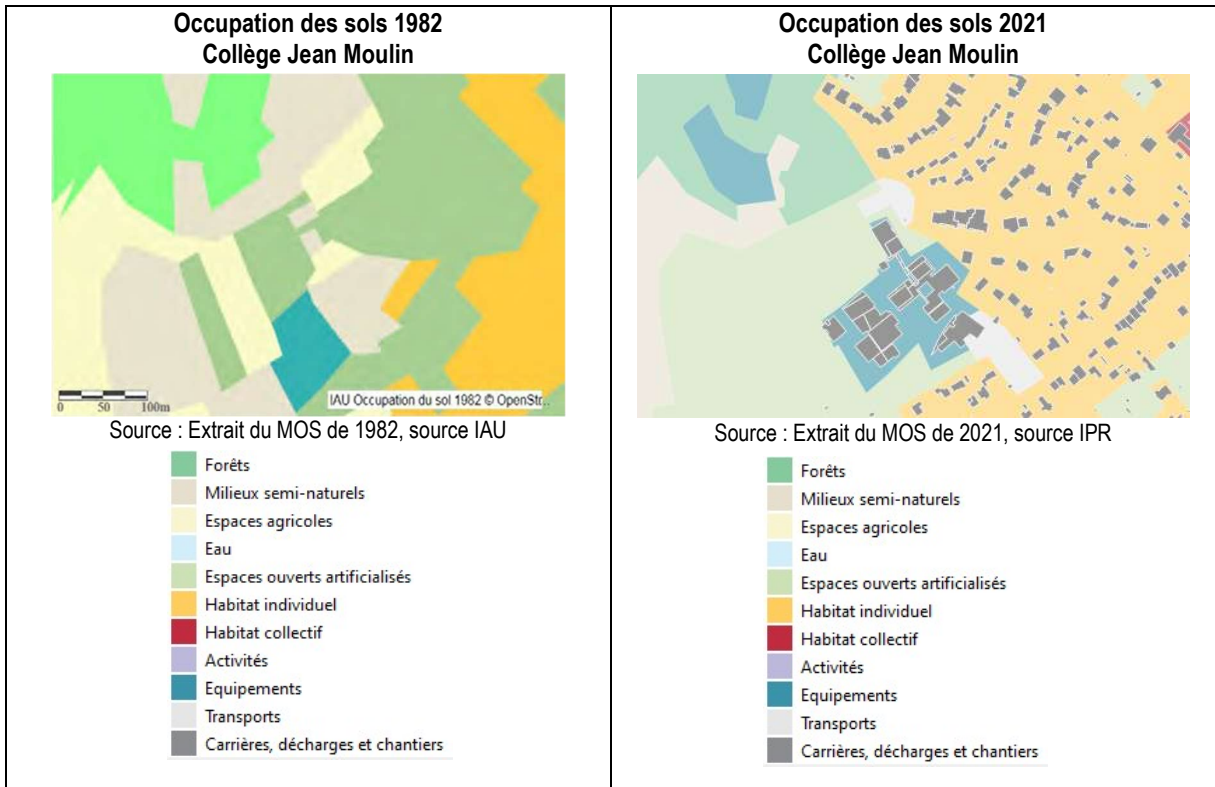 Occupation des sols 1982
Collège Jean Moulin
0 50 100m
IAU Occupation du sol 1982 © OpenStr...
Source : Extrait du MOS de 1982, source IAU
Forêts
Milieux semi-naturels
Espaces agricoles
Eau
Espaces ouverts artificialisés
Habitat individuel
Habitat collectif
Activités
Equipements
Transports
Carrières, décharges et chantiers
Occupation des sols 2021
Collège Jean Moulin
Source : Extrait du MOS de 2021, source IPR
Forêts
Milieux semi-naturels
Espaces agricoles
Eau
Espaces ouverts artificialisés
Habitat individuel
Habitat collectif
Activités
Equipements
Transports
Carrières, décharges et chantiers